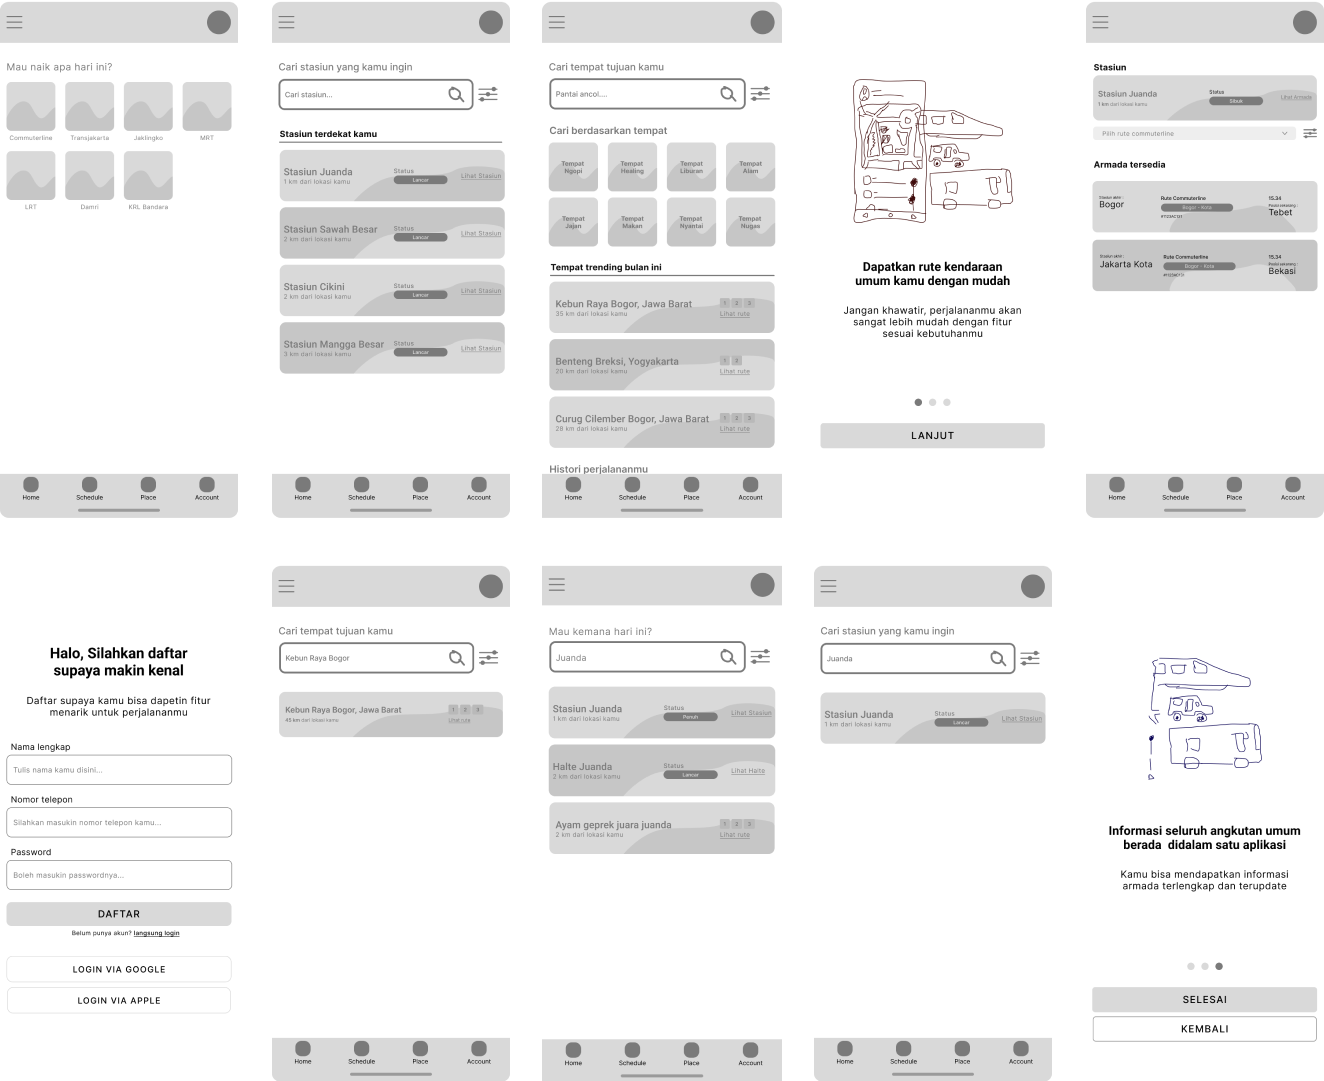 Mau naik apa hari ini?
Commuterline
Transjakarta
Jaklingko
MRT
LRT
Damri
KRL Bandara
Home
Schedule
Place
Account
Cari stasiun yang kamu ingin
Cari stasiun...
Stasiun terdekat kamu
Stasiun Juanda
1 km dari lokasi kamu
Status
Lancar
Lihat Stasiun
Stasiun Sawah Besar
2 km dari lokasi kamu
Status
Lancar
Lihat Stasiun
Stasiun Cikini
2 km dari lokasi kamu
Status
Lancar
Lihat Stasiun
Stasiun Mangga Besar
3 km dari lokasi kamu
Status
Lancar
Lihat Stasiun
Home
Schedule
Place
Account
Cari tempat tujuan kamu
Pantai ancol....
Cari berdasarkan tempat
Tempat
Ngopi
Tempat
Healing
Tempat
Liburan
Tempat
Alam
Tempat
Jajan
Tempat
Makan
Tempat
Nyantai
Tempat
Nugas
Tempat trending bulan ini
Kebun Raya Bogor, Jawa Barat
35 km dari lokasi kamu
1 2 3
Lihat rute
Benteng Breksi, Yogyakarta
20 km dari lokasi kamu
1 3
Lihat rute
Curug Cilember Bogor, Jawa Barat
28 km dari lokasi kamu
1 2 3
Lihat rute
Histori perjalananmu
Home
Schedule
Place
Account
Dapatkan rute kendaraan
umum kamu dengan mudah
Jangan khawatir, perjalananmu akan
sangat lebih mudah dengan fitur
sesuai kebutuhanmu
LANJUT
Stasiun
Stasiun Juanda
1 km dari lokasi kamu
Status
Sibuk
Lihat Armada
Pilih rute commuterline
Armada tersedia
Stasiun akhir :
Bogor
Rute Commuterline
Bogor - Kota
#1123AC131
15.34
Posisi sekarang :
Tebet
Stasiun akhir :
Jakarta Kota
Rute Commuterline
Bogor - Kota
15.34
Posisi sekarang :
Bekasi
Home
Schedule
Place
Account
Halo, Silahkan daftar
supaya makin kenal
Daftar supaya kamu bisa dapetin fitur
menarik untuk perjalananmu
Nama lengkap
Tulis nama kamu disini...
Nomor telepon
Silahkan masukin nomor telepon kamu...
Password
Boleh masukin passwordnya...
DAFTAR
Belum punya akun? langsung login
LOGIN VIA GOOGLE
LOGIN VIA APPLE
Cari tempat tujuan kamu
Kebun Raya Bogor
Kebun Raya Bogor, Jawa Barat
45 km dari lokasi kamu
Lihat rute
Home
Schedule
Place
Account
Mau kemana hari ini?
Juanda
Stasiun Juanda
1 km dari lokasi kamu
Status
Penuh
Lihat Stasiun
Halte Juanda
2 km dari lokasi kamu
Status
Lancar
Lihat Halte
Ayam geprek juara juanda
2 km dari lokasi kamu
1 2 3
Lihat rute
Home
Schedule
Place
Account
Cari stasiun yang kamu ingin
Juanda
Stasiun Juanda
1 km dari lokasi kamu
Status
Lancar
Lihat Stasiun
Home
Schedule
Place
Account
Informasi seluruh angkutan umum
berada didalam satu aplikasi
Kamu bisa mendapatkan informasi
armada terlengkap dan terupdate
SELESAI
KEMBALI